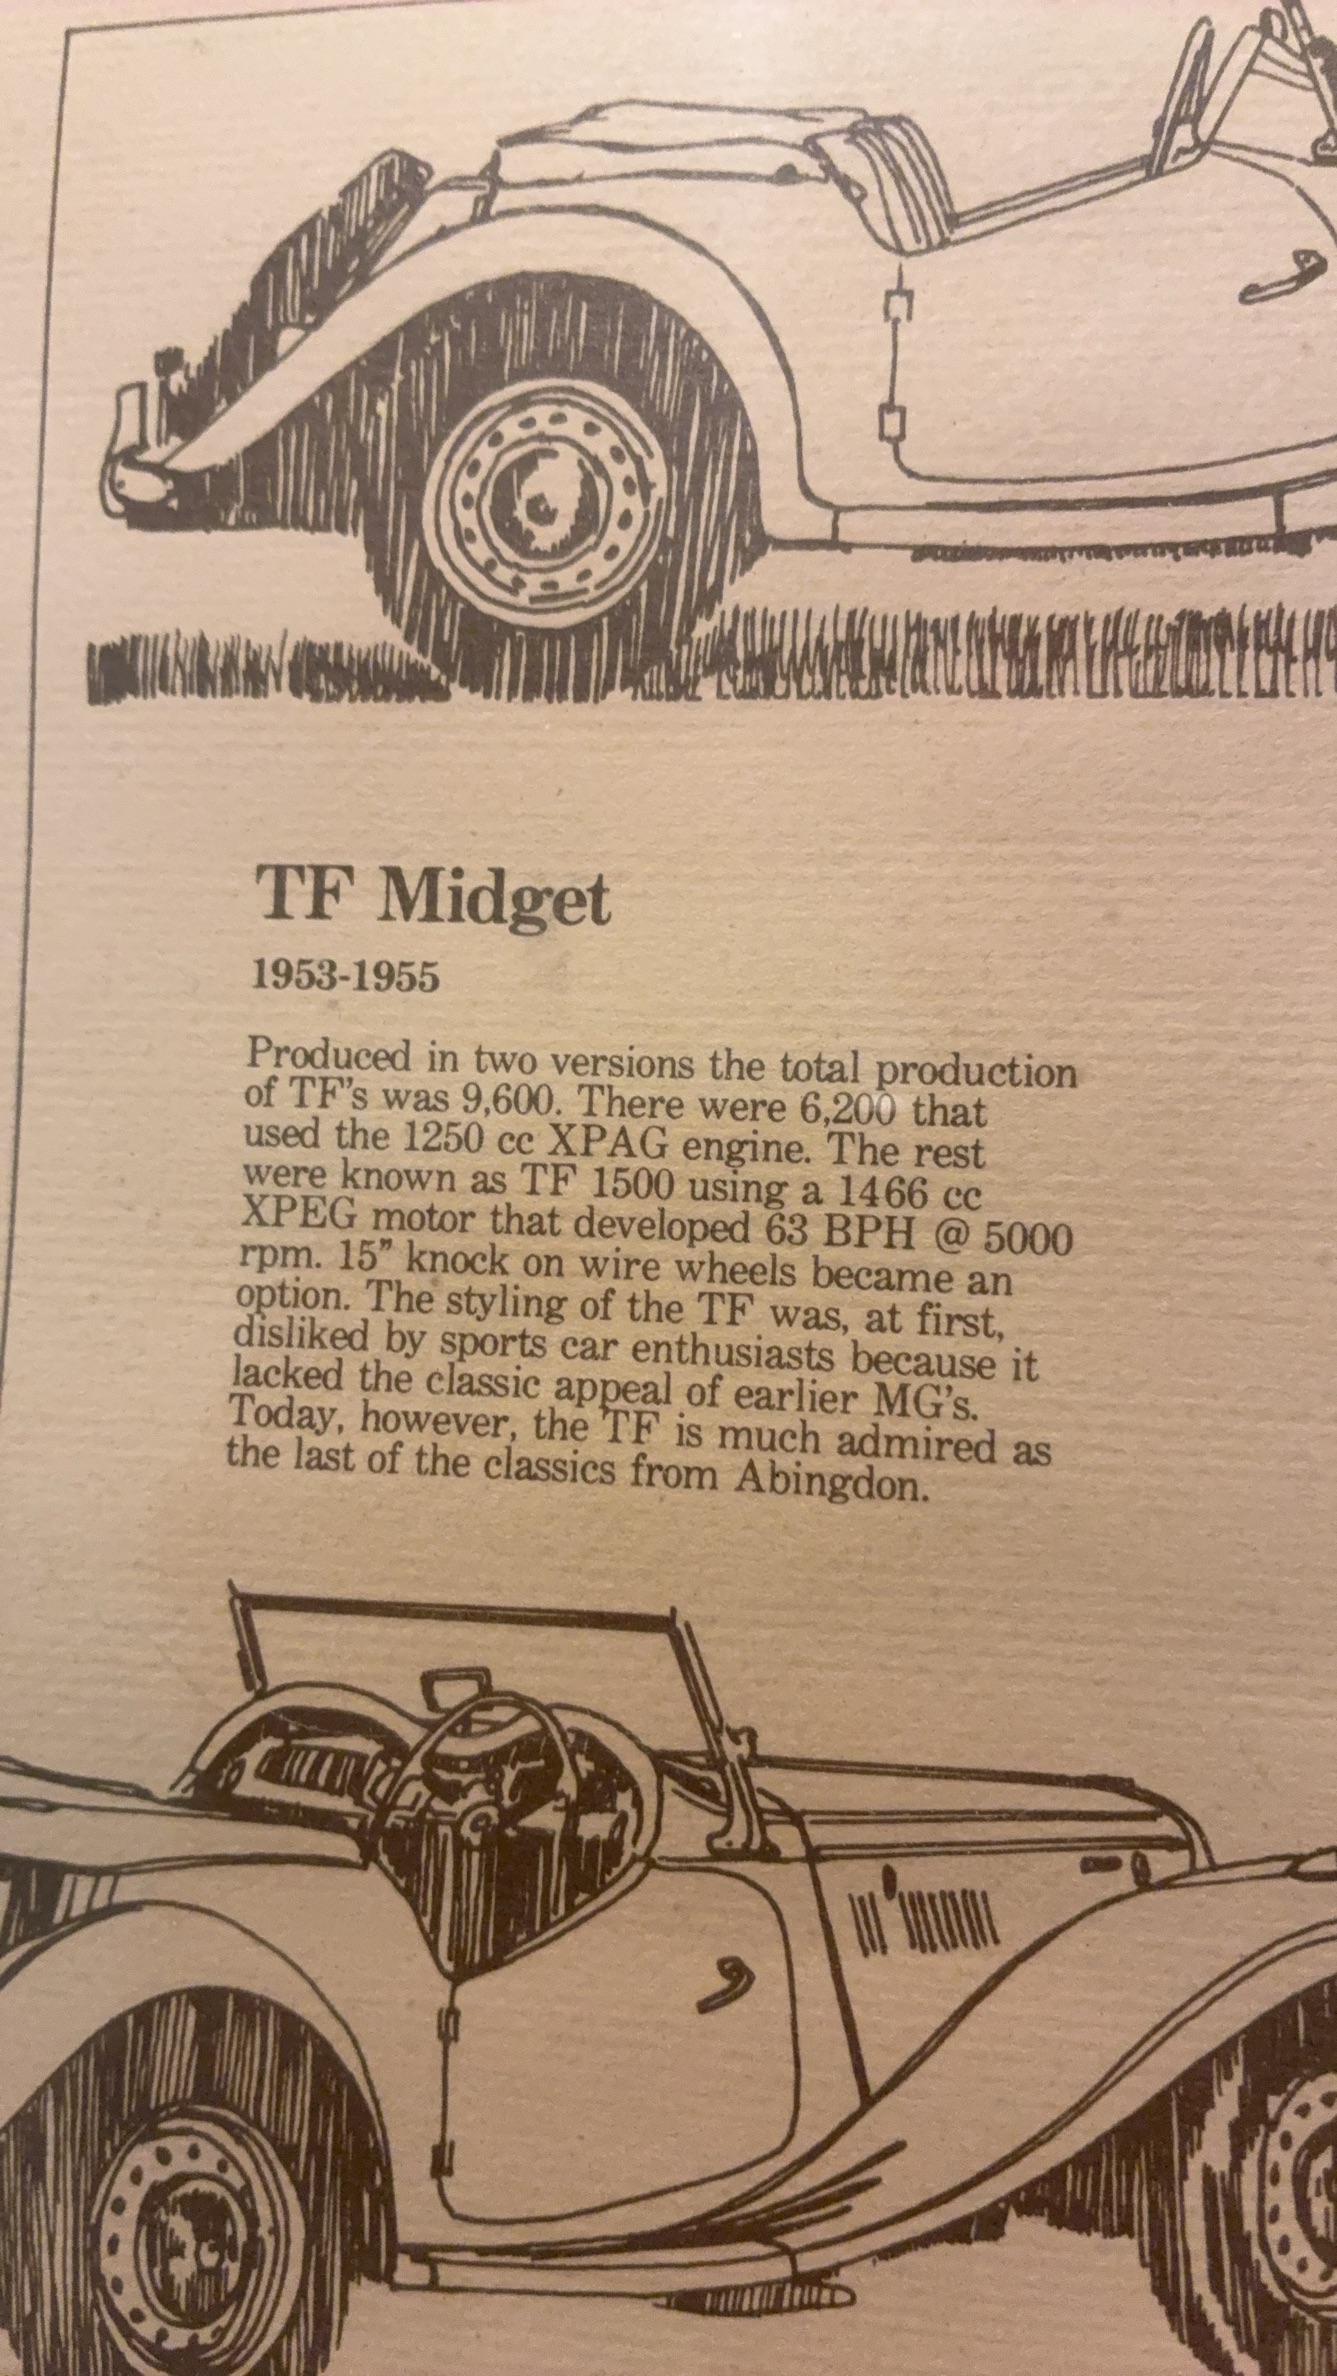 TF Midget
1953-1955
Produced in two versions the total production
of TF"s was 9,600. There were 6,200 that
used the 1250 cc XPAG engine. The rest
were known as TF 1500 using a 1466 cc
XPEG motor that developed 63 BPH @ 5000
rpm. 15” knock on wire wheels became an
option. The styling of the TF was, at first,
disliked by sports car enthusiasts because it
lacked the classic appeal of earlier MG’s.
Today, however, the TF is much admired as
the last of the classics from Abingdon.